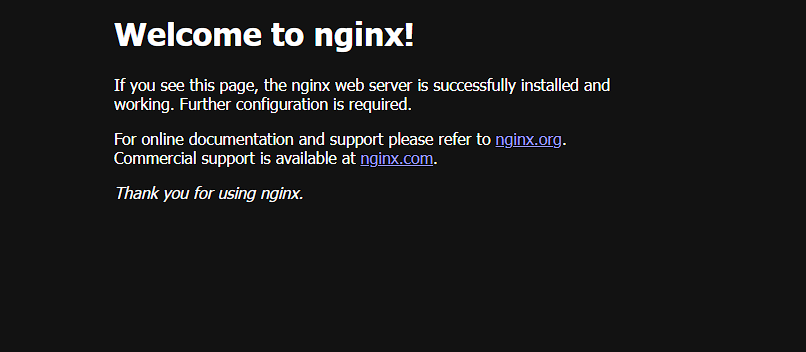 Welcome to nginx!
If you see this page, the nginx web server is successfully installed and
working. Further configuration is required.
For online documentation and support please refer to nginx.org.
Commercial support is available at nginx.com.
Thank you for using nginx.